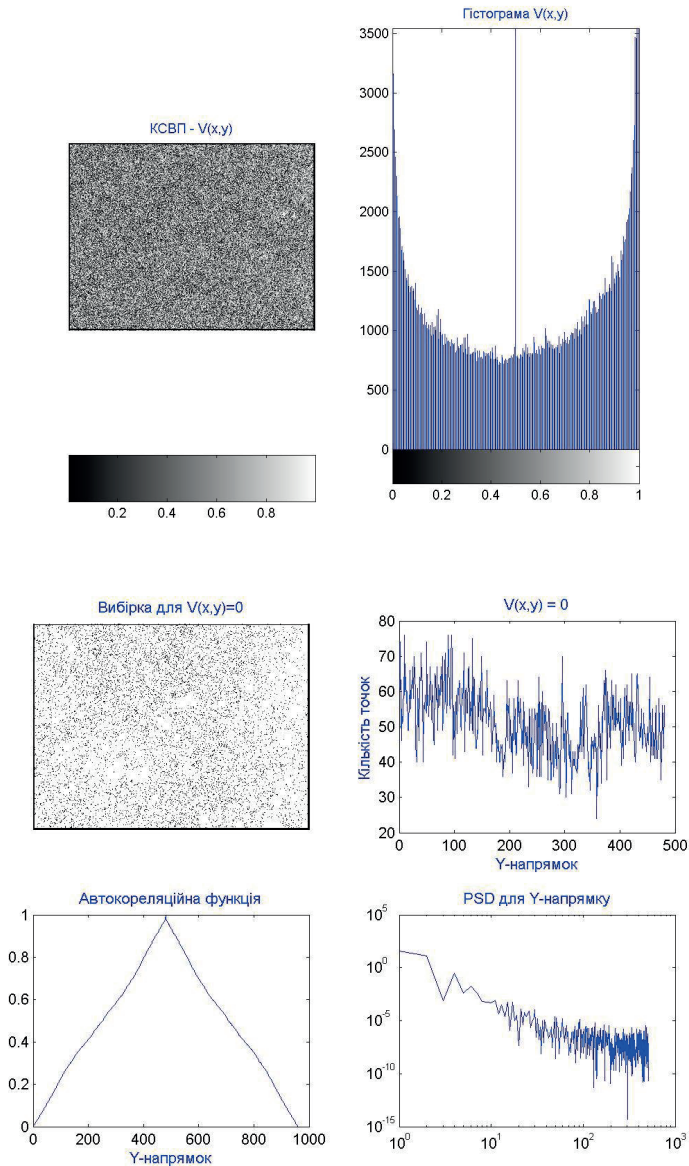 Гістограма V(x,y)
3500
3000
2500
2000
1500
1000
500
0
0 0.2 0.4 0.6 0.8 1
КСВП - V(x,y)
0.2 0.4 0.6 0.8
Вибірка для V(x,y)=0
V(x,y) = 0
Кількість точок
80
70
60
50
40
30
20
0 100 200 300 400 500
Y-напрямок
Автокореляційна функція
1
0.8
0.6
0.4
0.2
0
0 200 400 600 800 1000
Y-напрямок
PSD для Y-напрямку
10^5
10^0
10^-5
10^-10
10^-15
10^0 10^1 10^2 10^3